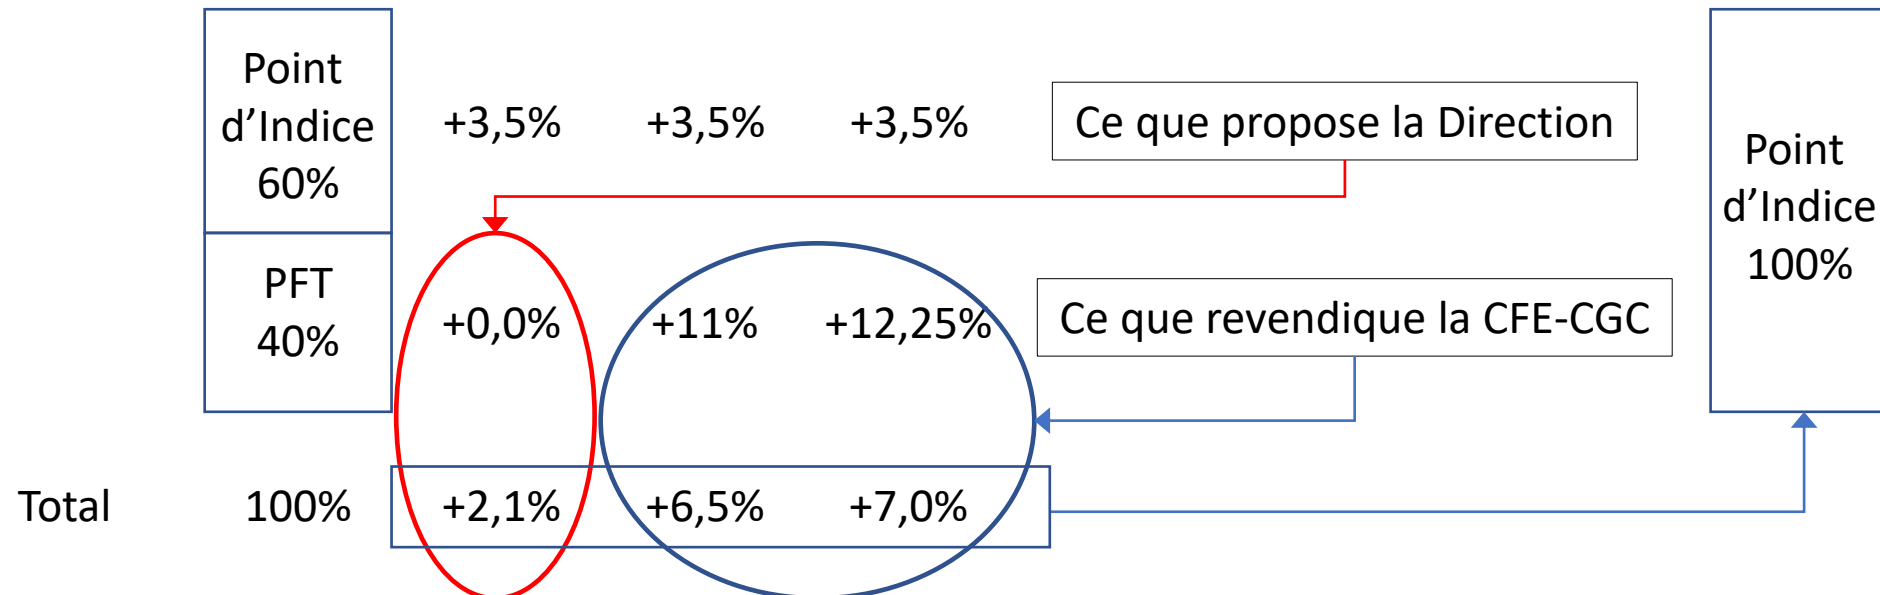 Point
d’Indice
60%
+3,5% +3,5% +3,5%
Ce que propose la Direction
Point
d’Indice
100%
PFT
40%
+0,0% +11% +12,25%
Ce que revendique la CFE-CGC
Total 100% +2,1% +6,5% +7,0%